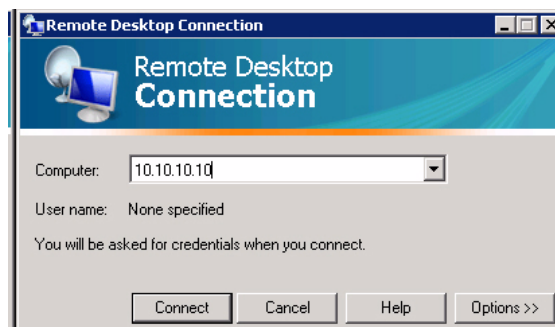 Remote Desktop Connection
Remote Desktop
Connection
Computer: 10.10.10.10
User name: None specified
You will be asked for credentials when you connect.
Connect Cancel Help Options >>